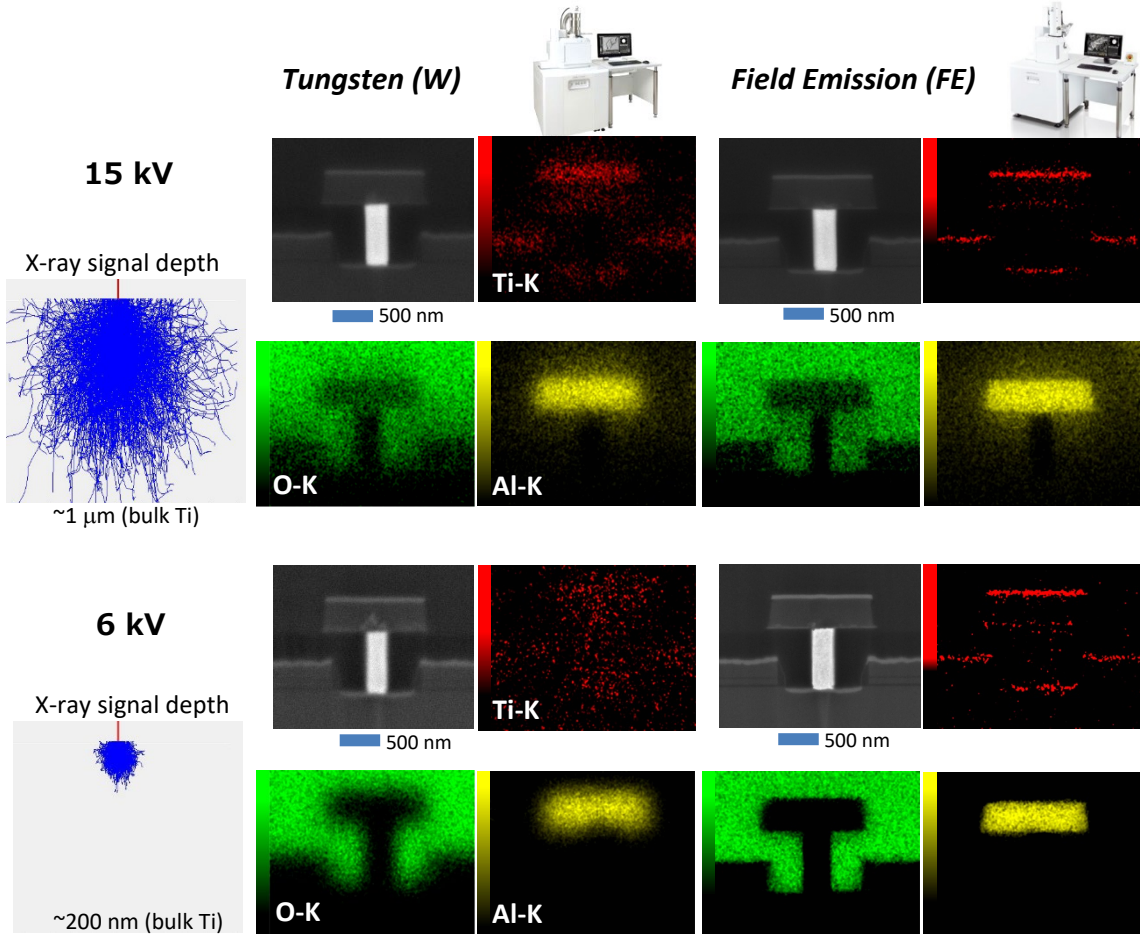 Tungsten (W)
Field Emission (FE)
15 kV
X-ray signal depth
~1 μm (bulk Ti)
Ti-K
500 nm
500 nm
O-K
Al-K
6 kV
X-ray signal depth
~200 nm (bulk Ti)
Ti-K
500 nm
500 nm
O-K
Al-K